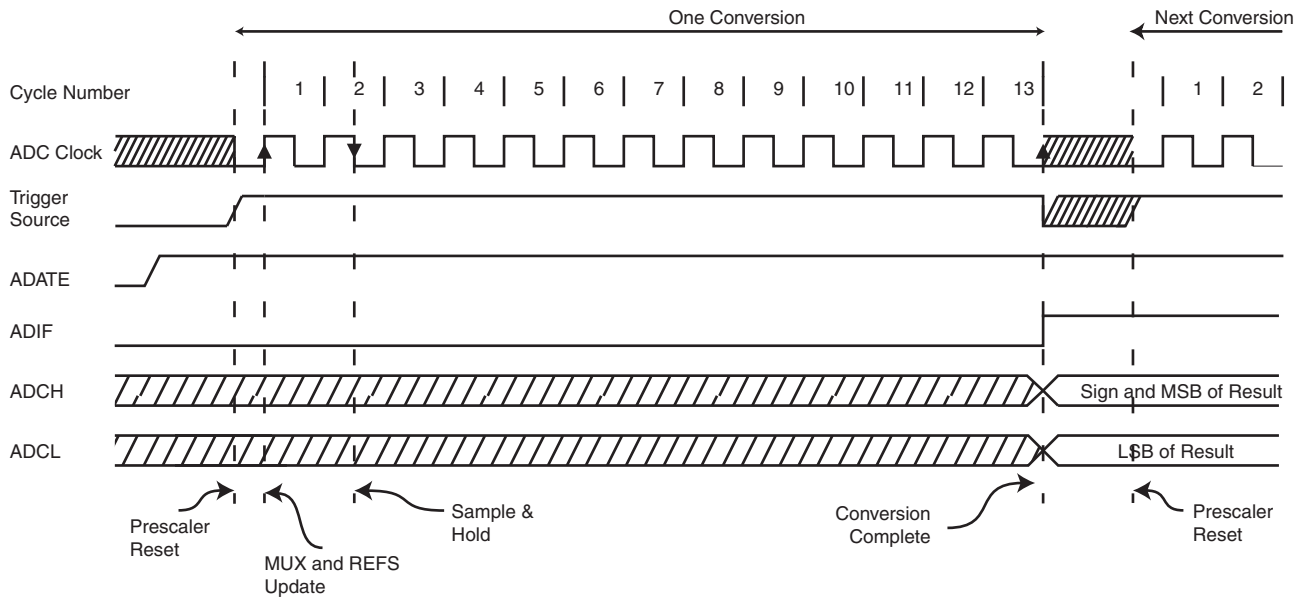 One Conversion
Next Conversion
Cycle Number
1 2 3 4 5 6 7 8 9 10 11 12 13 1 2
ADC Clock
Trigger
Source
ADATE
ADIF
ADCH
Sign and MSB of Result
ADCL
LSB of Result
Prescaler
Reset
MUX and REFS
Update
Sample &
Hold
Conversion
Complete
Prescaler
Reset